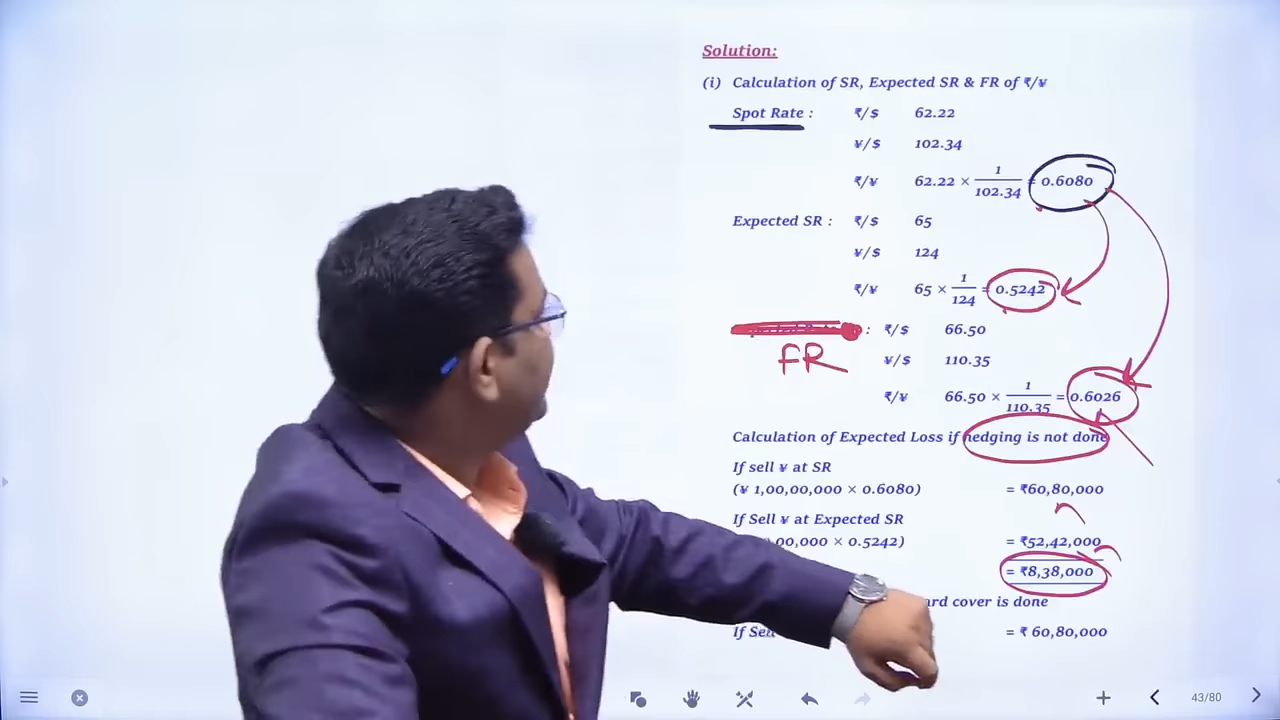 Solution:
(i) Calculation of SR, Expected SR & FR of ₹/¥
Spot Rate : ₹/$ 62.22
¥/$ 102.34
₹/¥ 62.22 × 1/102.34 = 0.6080
Expected SR : ₹/$ 65
¥/$ 124
₹/¥ 65 × 1/124 = 0.5242
: ₹/$ 66.50
FR
¥/$ 110.35
₹/¥ 66.50 × 1/110.35 = 0.6026
Calculation of Expected Loss if hedging is not done
If sell ¥ at SR
(¥ 1,00,00,000 × 0.6080) = ₹60,80,000
If Sell ¥ at Expected SR
00,000 × 0.5242) = ₹52,42,000
= ₹8,38,000
cover is done
If = ₹ 60,80,000
43/80